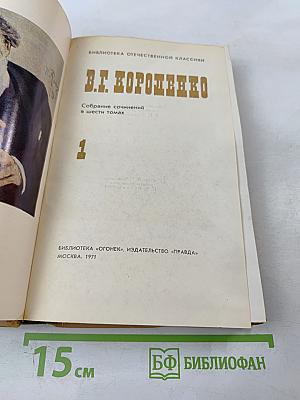 БИБЛИОТЕКА ОТЕЧЕСТВЕННОЙ КЛАССИКИ
В.Г. КОРОЛЕНКО
Собрание сочинений
в шести томах
1
БИБЛИОТЕКА «ОГОНЕК». ИЗДАТЕЛЬСТВО «ПРАВДА»
МОСКВА. 1971
15 см
БФ БИБЛИОФАН